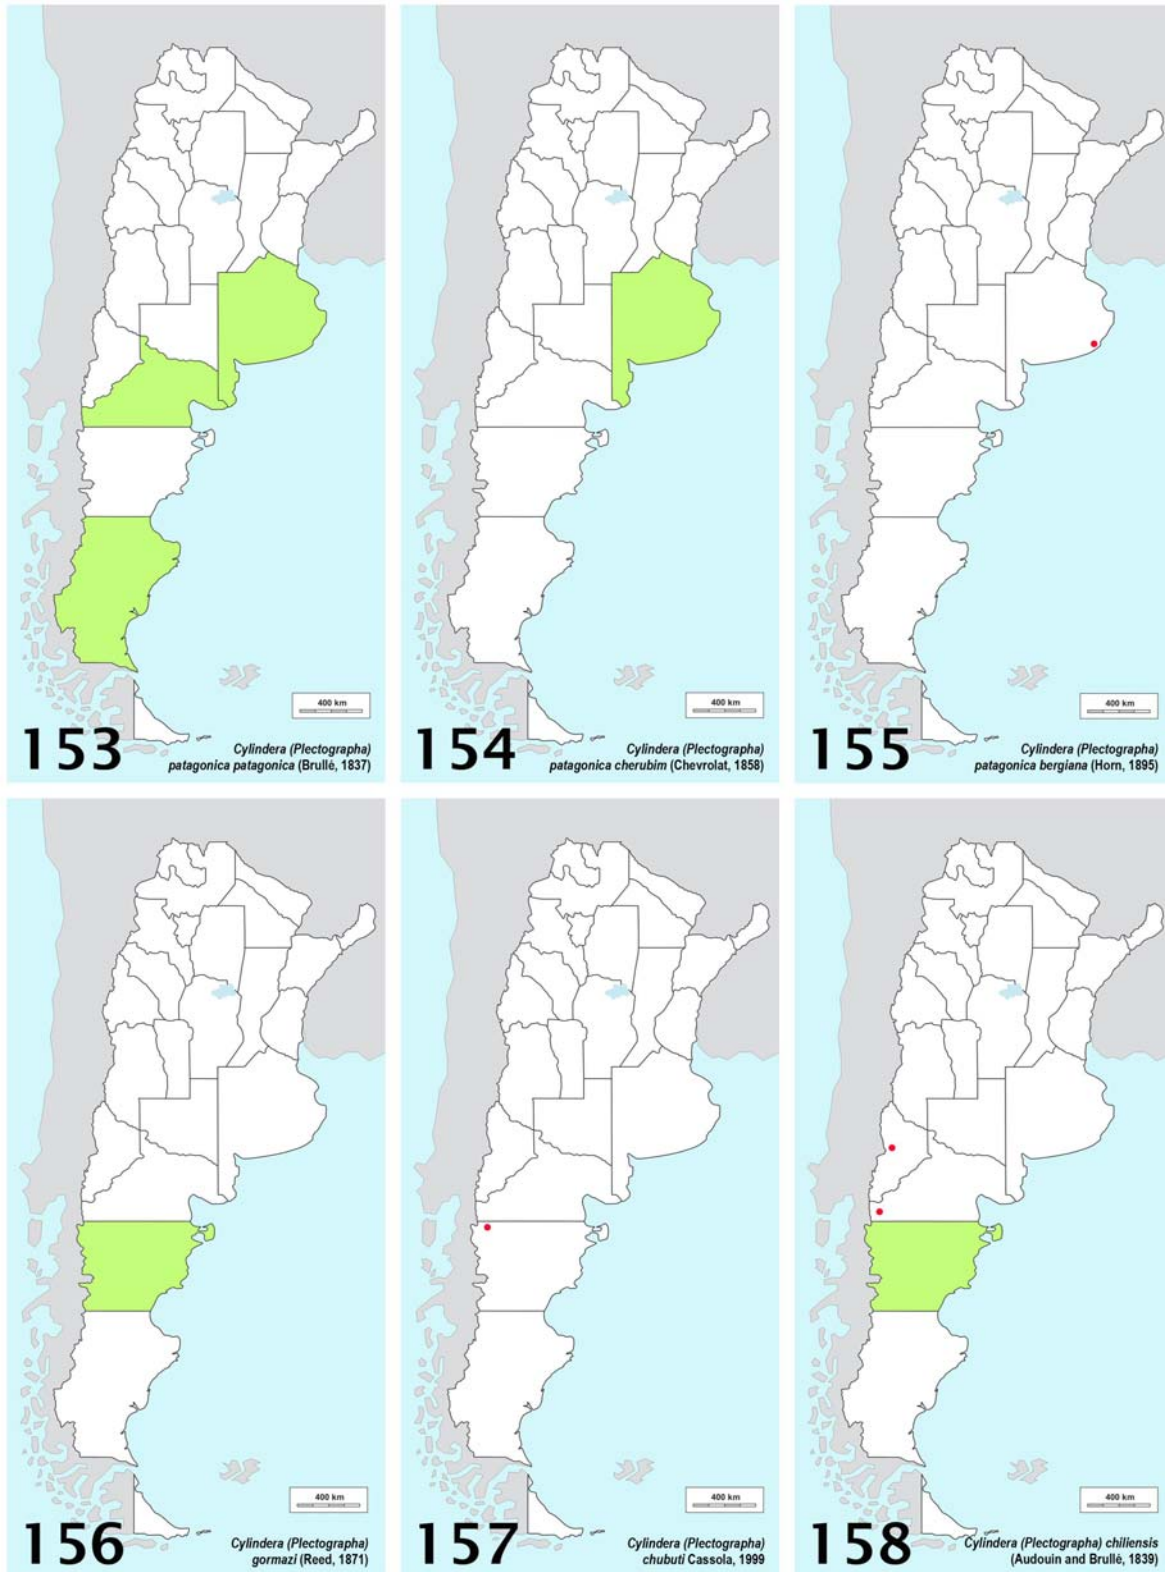 400 km
153
Cylindera (Plectographa)
patagonica patagonica (Brullé, 1837)
400 km
154
Cylindera (Plectographa)
patagonica cherubim (Chevrolat, 1858)
400 km
155
Cylindera (Plectographa)
patagonica bergiana (Horn, 1895)
400 km
156
Cylindera (Plectographa)
gormazi (Reed, 1871)
400 km
157
Cylindera (Plectographa)
chubuti Cassola, 1999
400 km
158
Cylindera (Plectographa) chiliensis
(Audouin and Brullé, 1839)